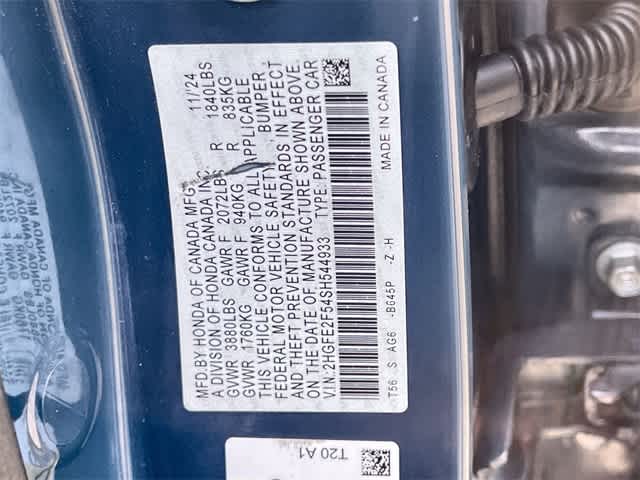 MFD.BY HONDA OF CANADA MFG. 11/'24
A DIVISION OF HONDA CANADA INC.
GVWR 3880LBS GAWR F 2072LBS R 1840LBS
GVWR 1760KG GAWR F 940KG R 835KG
THIS VEHICLE CONFORMS TO ALL APPLICABLE
FEDERAL MOTOR VEHICLE SAFETY, BUMPER,
AND THEFT PREVENTION STANDARDS IN EFFECT
ON THE DATE OF MANUFACTURE SHOWN ABOVE.
V.I.N:2HGFE2F54SH544933 TYPE: PASSENGER CAR
T56 S AG6 -BG45P -Z -H MADE IN CANADA
T20 A1